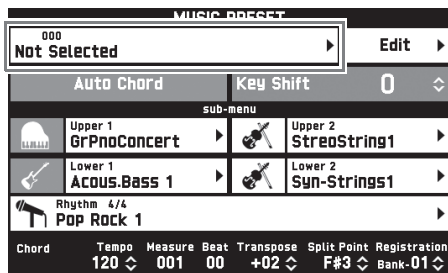 MUSIC PRESET
000
Not Selected
Edit
Auto Chord Key Shift 0
sub-menu
Upper 1
GrPnoConcert
Upper 2
StreoString1
Lower 1
Acous.Bass 1
Lower 2
Syn-Strings1
Rhythm 4/4
Pop Rock 1
Chord Tempo Measure Beat Transpose Split Point Registration
120 001 00 +02 F#3 Bank-01